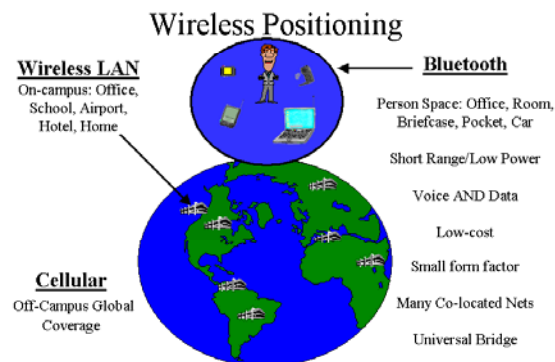 Wireless Positioning
Wireless LAN
On-campus: Office,
School, Airport,
Hotel, Home
Bluetooth
Person Space: Office, Room,
Briefcase, Pocket, Car
Short Range/Low Power
Voice AND Data
Low-cost
Small form factor
Many Co-located Nets
Universal Bridge
Cellular
Off-Campus Global
Coverage